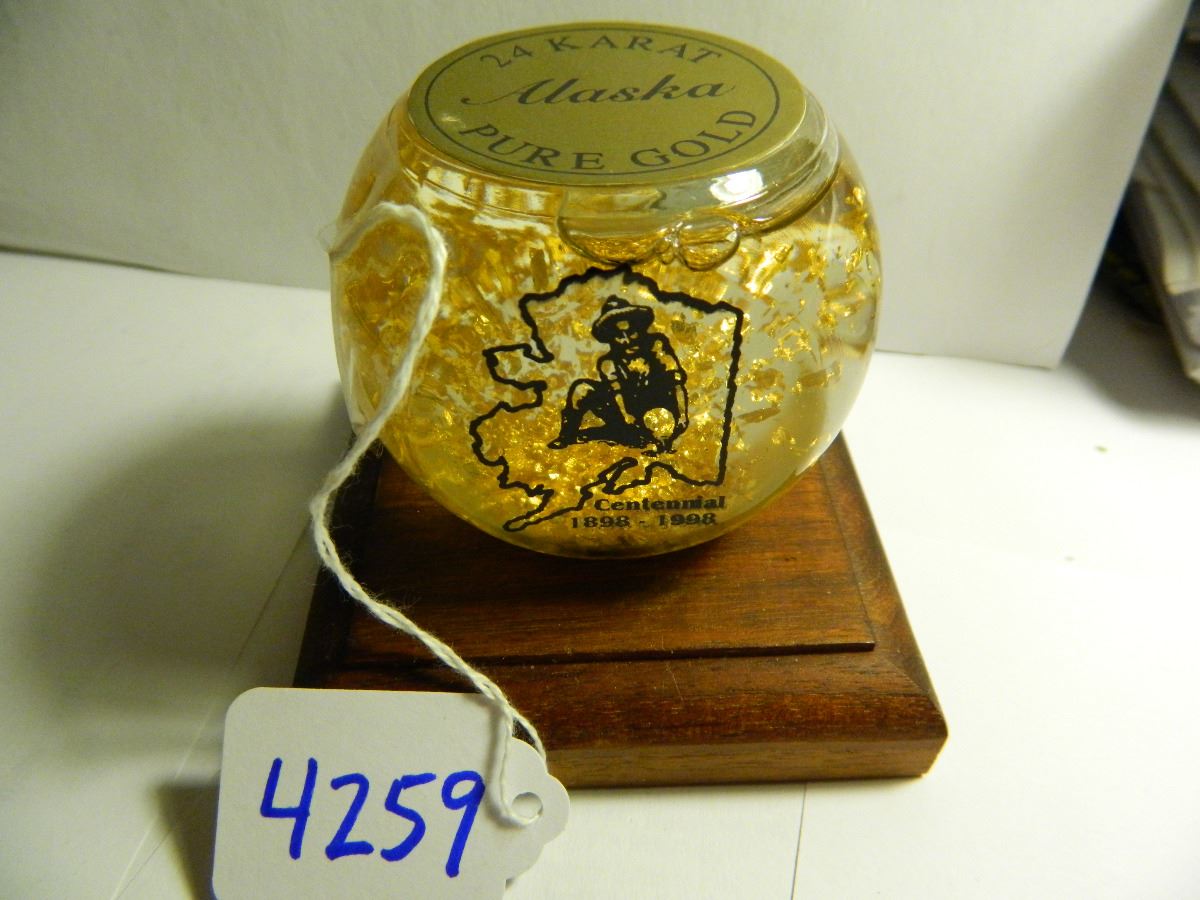 24 KARAT
Alaska
PURE GOLD
Centennial
1898 - 1998
4259